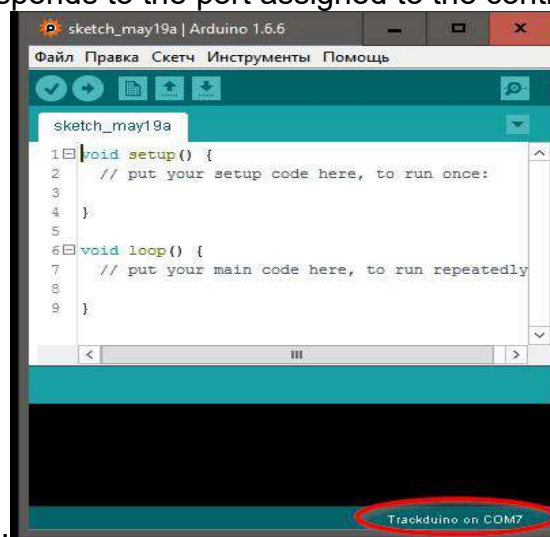 esponds to the port assigned to the cont
sketch_may19a | Arduino 1.6.6
Файл Правка Скетч Инструменты Помощь
sketch_may19a
1 void setup() {
2 // put your setup code here, to run once:
3
4 }
5
6 void loop() {
7 // put your main code here, to run repeatedly
8
9 }
Trackduino on COM7